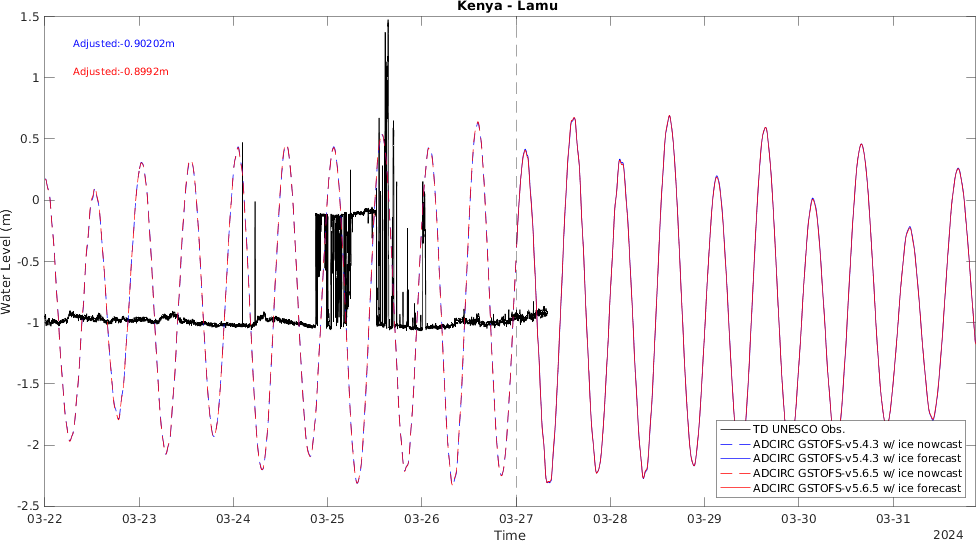 Kenya - Lamu
Adjusted:-0.90202m
Adjusted:-0.8992m
Water Level (m)
1.5
1
0.5
0
-0.5
-1
-1.5
-2
-2.5
TD UNESCO Obs.
ADCIRC GSTOFS-v5.4.3 w/ ice nowcast
ADCIRC GSTOFS-v5.4.3 w/ ice forecast
ADCIRC GSTOFS-v5.6.5 w/ ice nowcast
ADCIRC GSTOFS-v5.6.5 w/ ice forecast
03-22 03-23 03-24 03-25 03-26 03-27 03-28 03-29 03-30 03-31
Time
2024